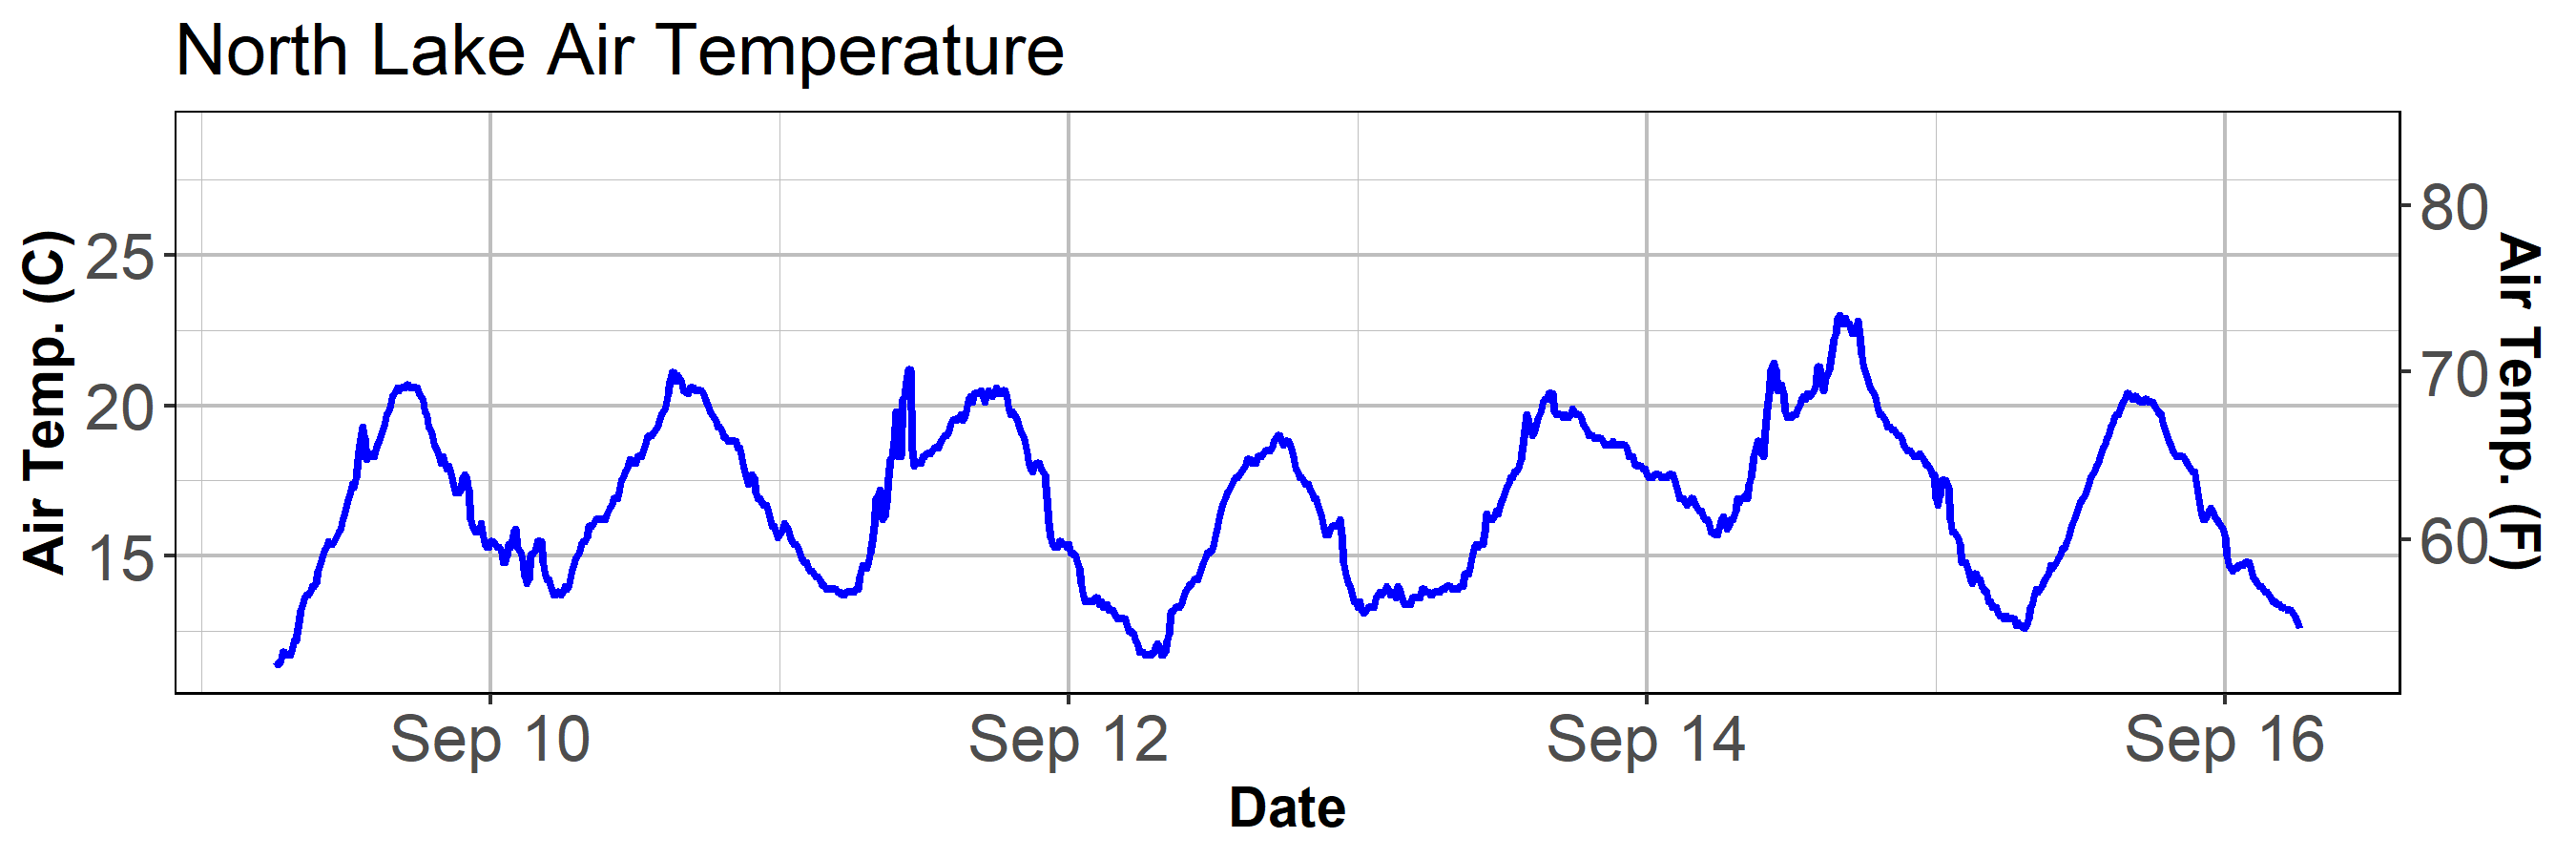 North Lake Air Temperature
Air Temp. (C)
25
20
15
80
70
60
Air Temp. (F)
Sep 10 Sep 12 Sep 14 Sep 16
Date